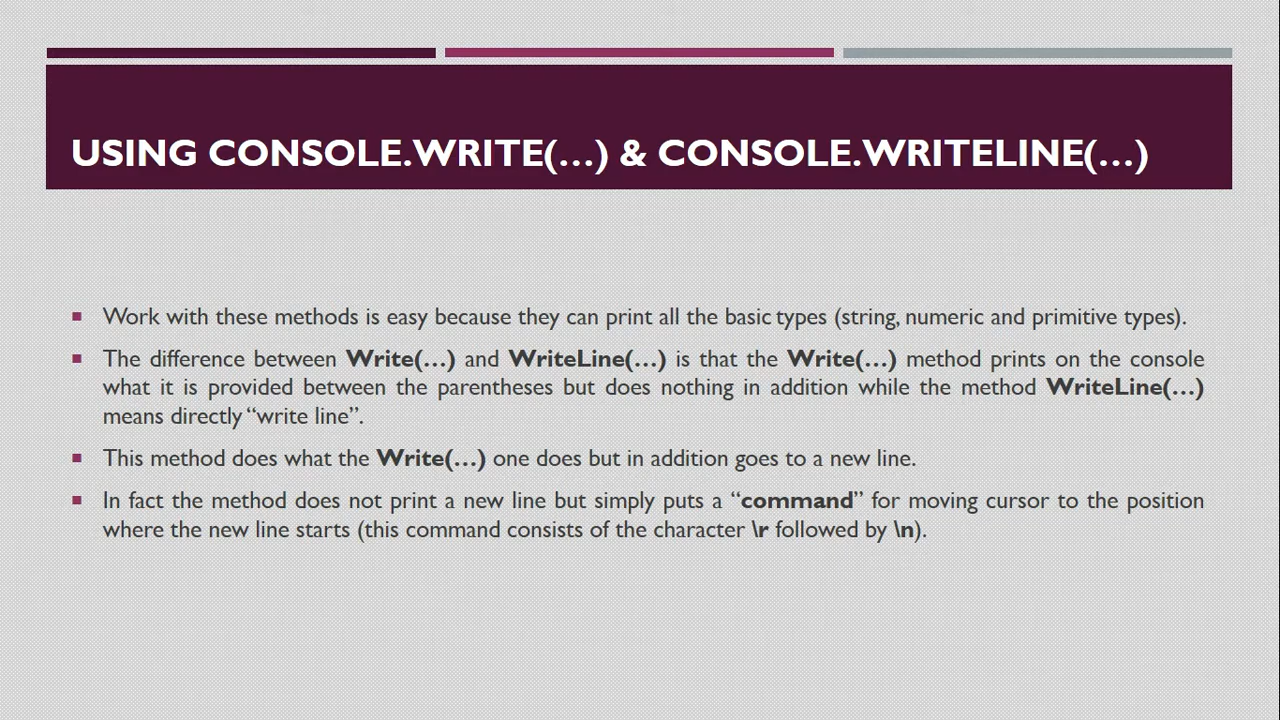 USING CONSOLE.WRITE(...) & CONSOLE.WRITELINE(...)
▪ Work with these methods is easy because they can print all the basic types (string, numeric and primitive types).
▪ The difference between Write(...) and WriteLine(...) is that the Write(...) method prints on the console
what it is provided between the parentheses but does nothing in addition while the method WriteLine(...)
means directly “write line”.
▪ This method does what the Write(...) one does but in addition goes to a new line.
▪ In fact the method does not print a new line but simply puts a “command” for moving cursor to the position
where the new line starts (this command consists of the character \r followed by \n).